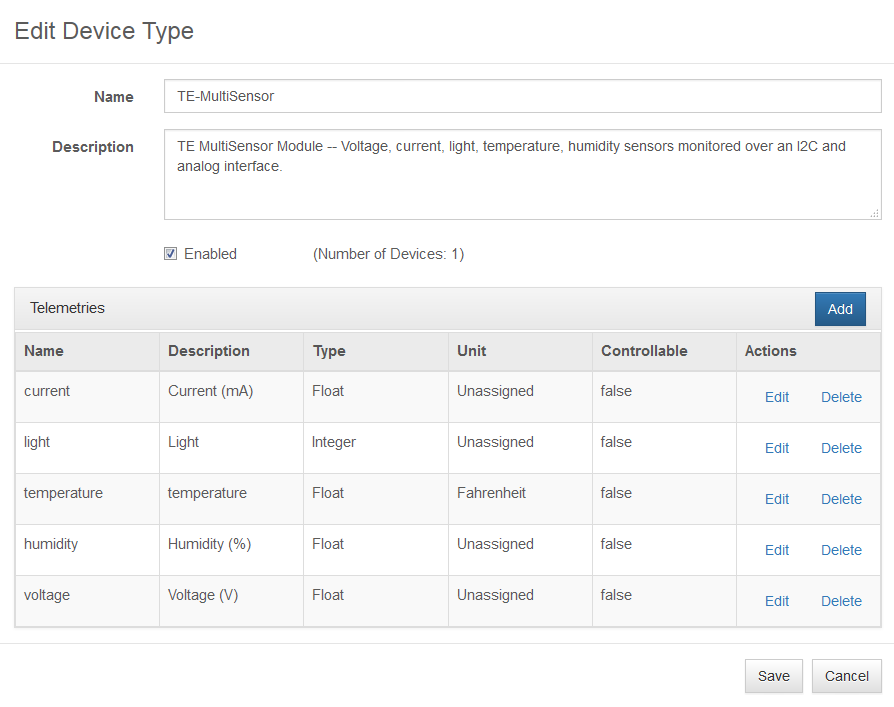 Edit Device Type
Name TE-MultiSensor
Description TE MultiSensor Module -- Voltage, current, light, temperature, humidity sensors monitored over an I2C and
analog interface.
Enabled (Number of Devices: 1)
Telemetries Add
Name Description Type Unit Controllable Actions
current Current (mA) Float Unassigned false Edit Delete
light Light Integer Unassigned false Edit Delete
temperature temperature Float Fahrenheit false Edit Delete
humidity Humidity (%) Float Unassigned false Edit Delete
voltage Voltage (V) Float Unassigned false Edit Delete
Save Cancel